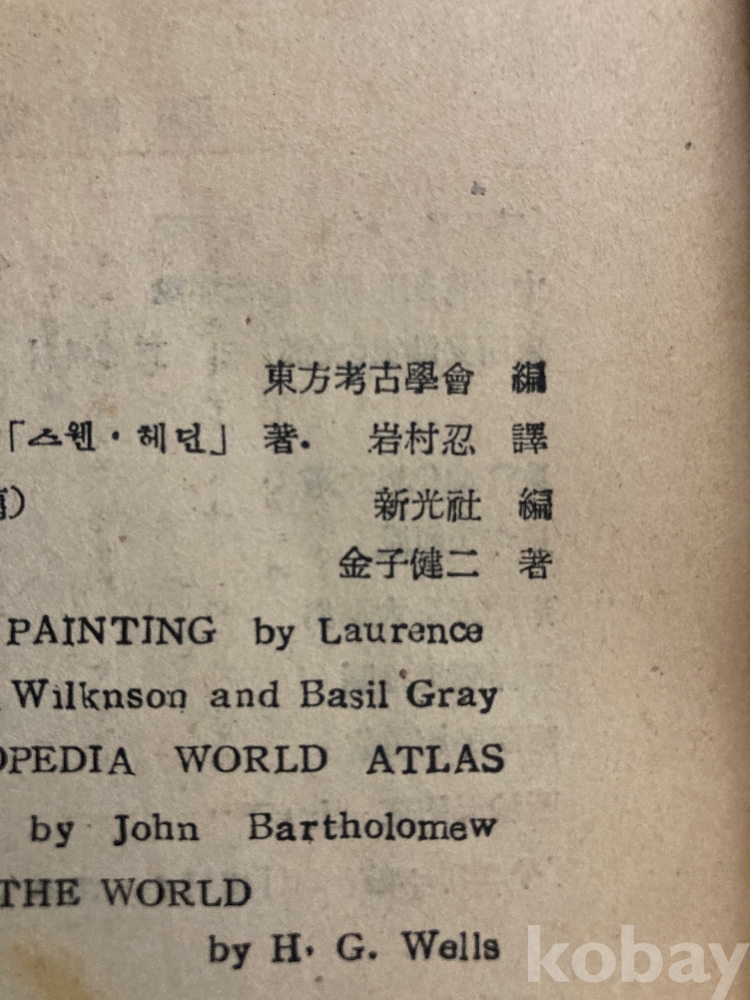 東方考古學會 編
「스웬·헤딘」 著. 岩村忍 譯
) 新光社 編
金子健二 著
PAINTING by Laurence
Wilknson and Basil Gray
OPEDIA WORLD ATLAS
by John Bartholomew
THE WORLD
by H. G. Wells
kobay